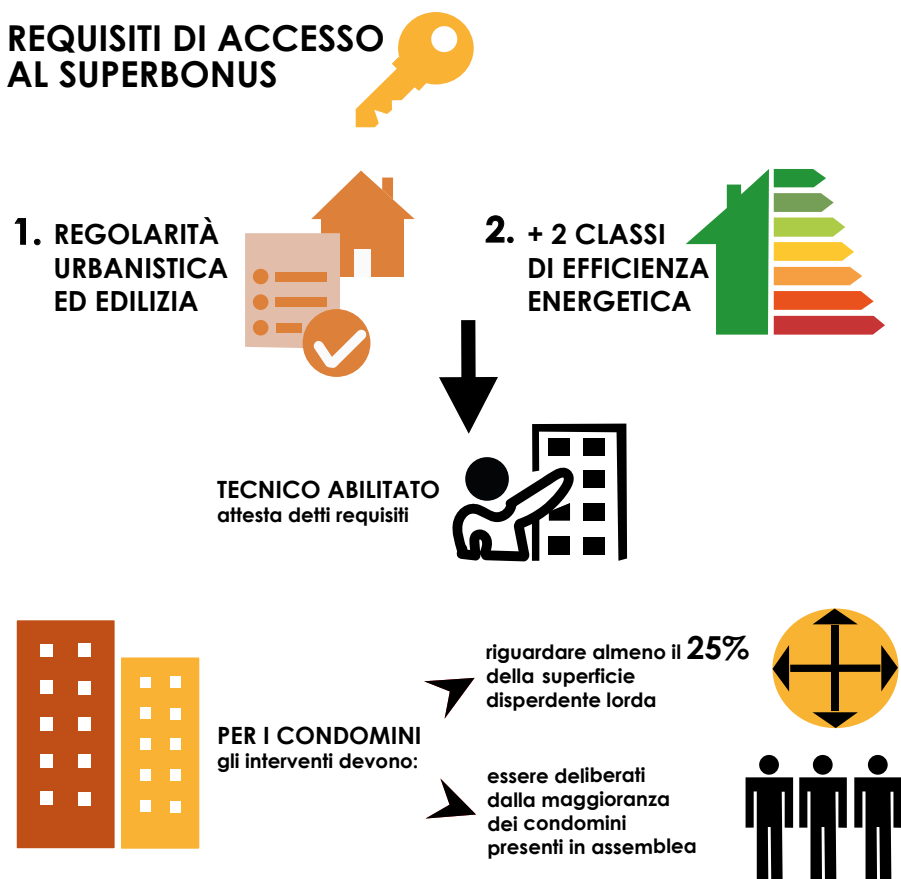 REQUISITI DI ACCESSO
AL SUPERBONUS
1. REGOLARITÀ
URBANISTICA
ED EDILIZIA
2. + 2 CLASSI
DI EFFICIENZA
ENERGETICA
TECNICO ABILITATO
attesta detti requisiti
PER I CONDOMINI
gli interventi devono:
riguardare almeno il 25%
della superficie
disperdente lorda
essere deliberati
dalla maggioranza
dei condomini
presenti in assemblea